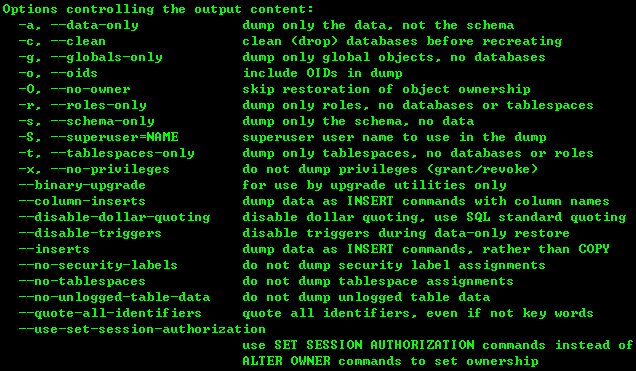 Options controlling the output content:
  -a, --data-only             dump only the data, not the schema
  -c, --clean                 clean (drop) databases before recreating
  -g, --globals-only          dump only global objects, no databases
  -o, --oids                  include OIDs in dump
  -O, --no-owner              skip restoration of object ownership
  -r, --roles-only            dump only roles, no databases or tablespaces
  -s, --schema-only           dump only the schema, no data
  -S, --superuser=NAME        superuser user name to use in the dump
  -t, --tablespaces-only      dump only tablespaces, no databases or roles
  -x, --no-privileges         do not dump privileges (grant/revoke)
  --binary-upgrade            for use by upgrade utilities only
  --column-inserts            dump data as INSERT commands with column names
  --disable-dollar-quoting    disable dollar quoting, use SQL standard quoting
  --disable-triggers          disable triggers during data-only restore
  --inserts                   dump data as INSERT commands, rather than COPY
  --no-security-labels        do not dump security label assignments
  --no-tablespaces            do not dump tablespace assignments
  --no-unlogged-table-data    do not dump unlogged table data
  --quote-all-identifiers     quote all identifiers, even if not key words
  --use-set-session-authorization
                              use SET SESSION AUTHORIZATION commands instead of
                              ALTER OWNER commands to set ownership